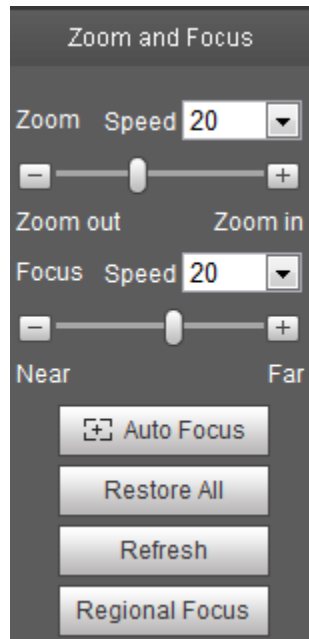 Zoom and Focus
Zoom Speed 20
Zoom out Zoom in
Focus Speed 20
Near Far
Auto Focus
Restore All
Refresh
Regional Focus